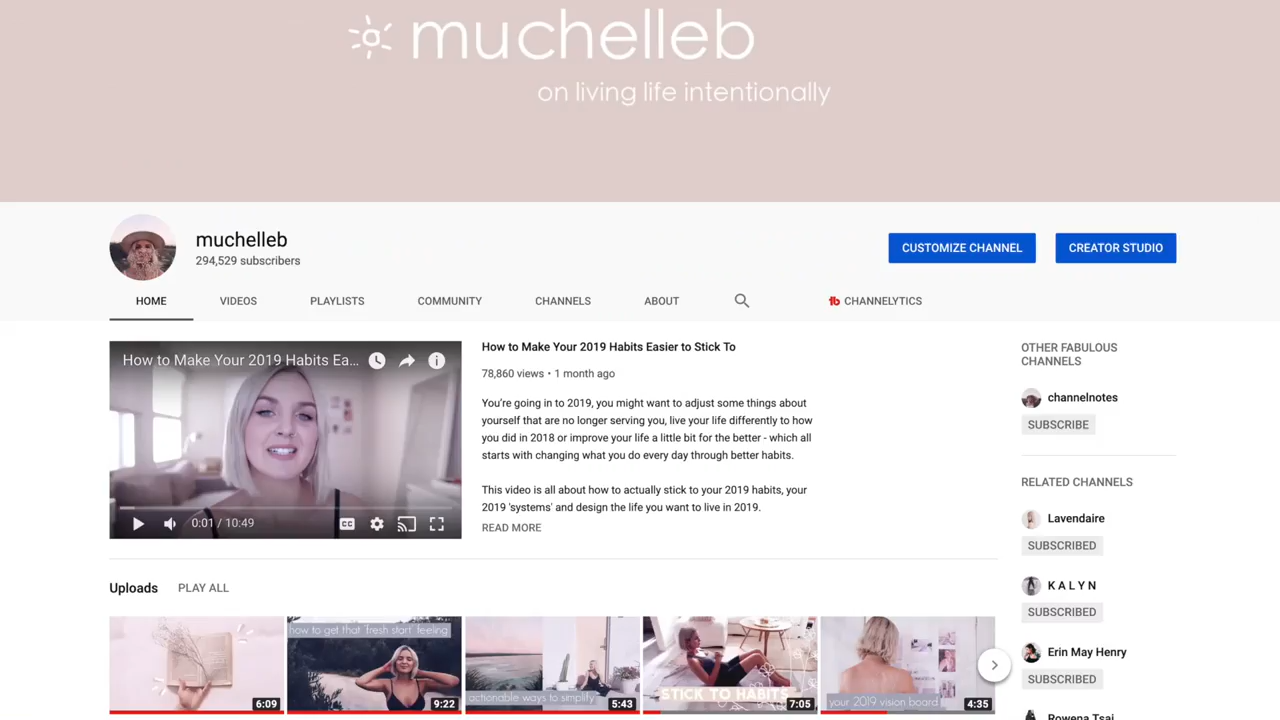 muchelleb
on living life intentionally
muchelleb
294,529 subscribers
CUSTOMIZE CHANNEL
CREATOR STUDIO
HOME
VIDEOS
PLAYLISTS
COMMUNITY
CHANNELS
ABOUT
CHANNELYTICS
How to Make Your 2019 Habits Ea...
0:01 / 10:49
CC
How to Make Your 2019 Habits Easier to Stick To
78,860 views • 1 month ago
You're going in to 2019, you might want to adjust some things about
yourself that are no longer serving you, live your life differently to how
you did in 2018 or improve your life a little bit for the better - which all
starts with changing what you do every day through better habits.
This video is all about how to actually stick to your 2019 habits, your
2019 'systems' and design the life you want to live in 2019.
READ MORE
OTHER FABULOUS
CHANNELS
channelnotes
SUBSCRIBE
RELATED CHANNELS
Lavendaire
SUBSCRIBED
K A L Y N
SUBSCRIBED
Erin May Henry
SUBSCRIBED
Rowena Tsai
Uploads
PLAY ALL
6:09
how to get that 'fresh start' feeling
9:22
actionable ways to simplify
5:43
STICK TO HABITS
7:05
your 2019 vision board
4:35